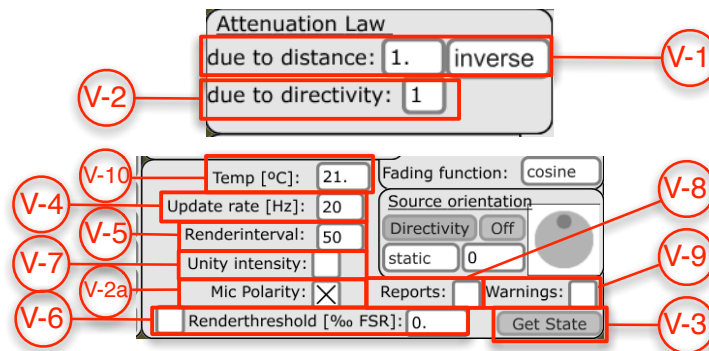 Attenuation Law
due to distance: 1. inverse
V-1
V-2
due to directivity: 1
V-10
Temp [ºC]: 21.
Fading function: cosine
V-8
V-4
Update rate [Hz]: 20
Source orientation
V-5
Renderinterval: 50
Directivity Off
V-9
V-7
Unity intensity:
static 0
V-2a
Mic Polarity:
Reports:
Warnings:
V-6
Renderthreshold [‰ FSR]: 0.
Get State
V-3